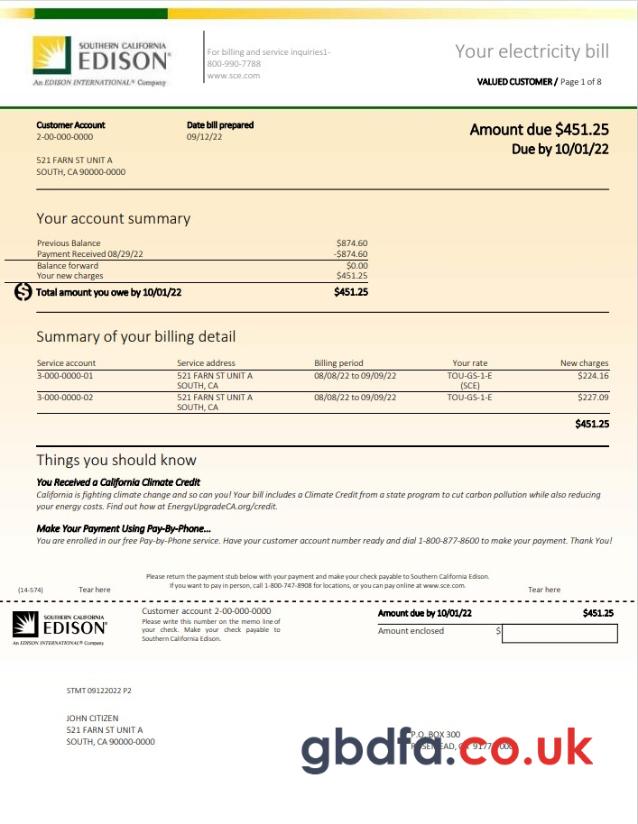 SOUTHERN CALIFORNIA
EDISON®
An EDISON INTERNATIONAL® Company
For billing and service inquiries1-
800-990-7788
www.sce.com
Your electricity bill
VALUED CUSTOMER / Page 1 of 8
Customer Account
2-00-000-0000
Date bill prepared
09/12/22
Amount due $451.25
Due by 10/01/22
521 FARN ST UNIT A
SOUTH, CA 90000-0000
Your account summary
Previous Balance $874.60
Payment Received 08/29/22 -$874.60
Balance forward $0.00
Your new charges $451.25
Total amount you owe by 10/01/22 $451.25
Summary of your billing detail
Service account Service address Billing period Your rate New charges
3-000-0000-01 521 FARN ST UNIT A 08/08/22 to 09/09/22 TOU-GS-1-E $224.16
SOUTH, CA (SCE)
3-000-0000-02 521 FARN ST UNIT A 08/08/22 to 09/09/22 TOU-GS-1-E $227.09
SOUTH, CA
$451.25
Things you should know
You Received a California Climate Credit
California is fighting climate change and so can you! Your bill includes a Climate Credit from a state program to cut carbon pollution while also reducing
your energy costs. Find out how at EnergyUpgradeCA.org/credit.
Make Your Payment Using Pay-By-Phone...
You are enrolled in our free Pay-by-Phone service. Have your customer account number ready and dial 1-800-877-8600 to make your payment. Thank You!
Please return the payment stub below with your payment and make your check payable to Southern California Edison.
If you want to pay in person, call 1-800-747-8908 for locations, or you can pay online at www.sce.com.
(14-574) Tear here Tear here
SOUTHERN CALIFORNIA
EDISON®
An EDISON INTERNATIONAL® Company
Customer account 2-00-000-0000
Please write this number on the memo line of
your check. Make your check payable to
Southern California Edison.
Amount due by 10/01/22 $451.25
Amount enclosed $
STMT 09122022 P2
JOHN CITIZEN
521 FARN ST UNIT A
SOUTH, CA 90000-0000
P.O. BOX 300
gbdfa.co.uk